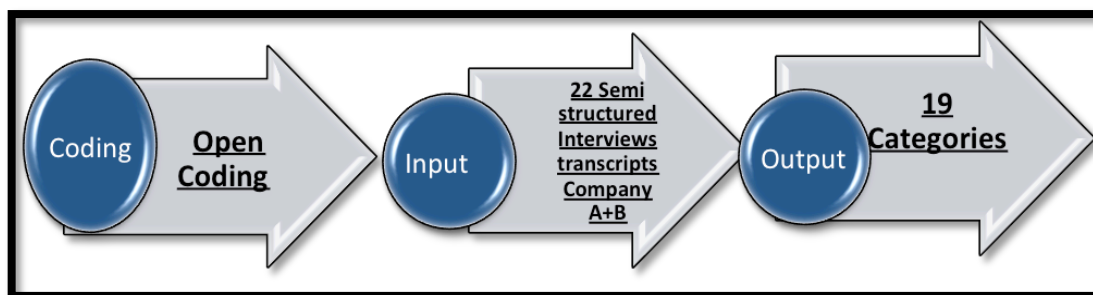 Coding
Open
Coding
Input
22 Semi
structured
Interviews
transcripts
Company
A+B
Output
19
Categories